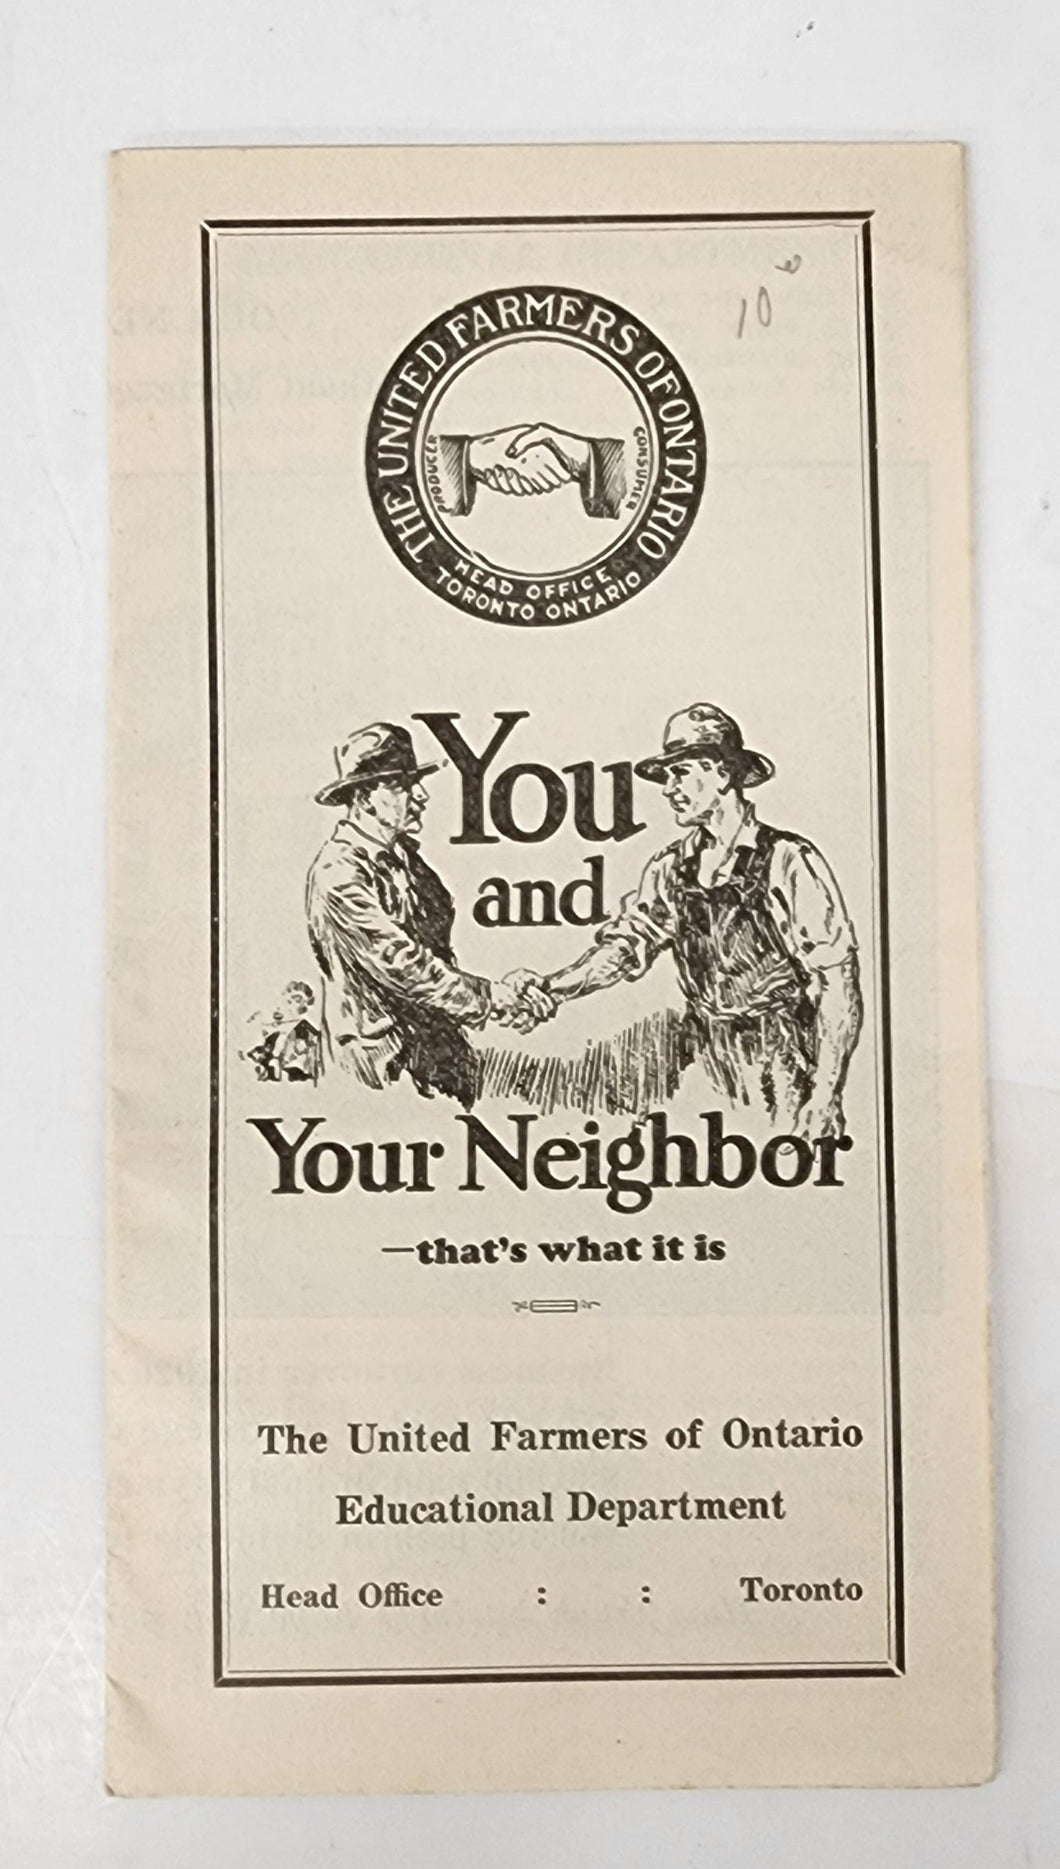 10
THE UNITED FARMERS OF ONTARIO
PRODUCER
CONSUMER
HEAD OFFICE
TORONTO ONTARIO
You
and
Your Neighbor
—that's what it is
The United Farmers of Ontario
Educational Department
Head Office : : Toronto